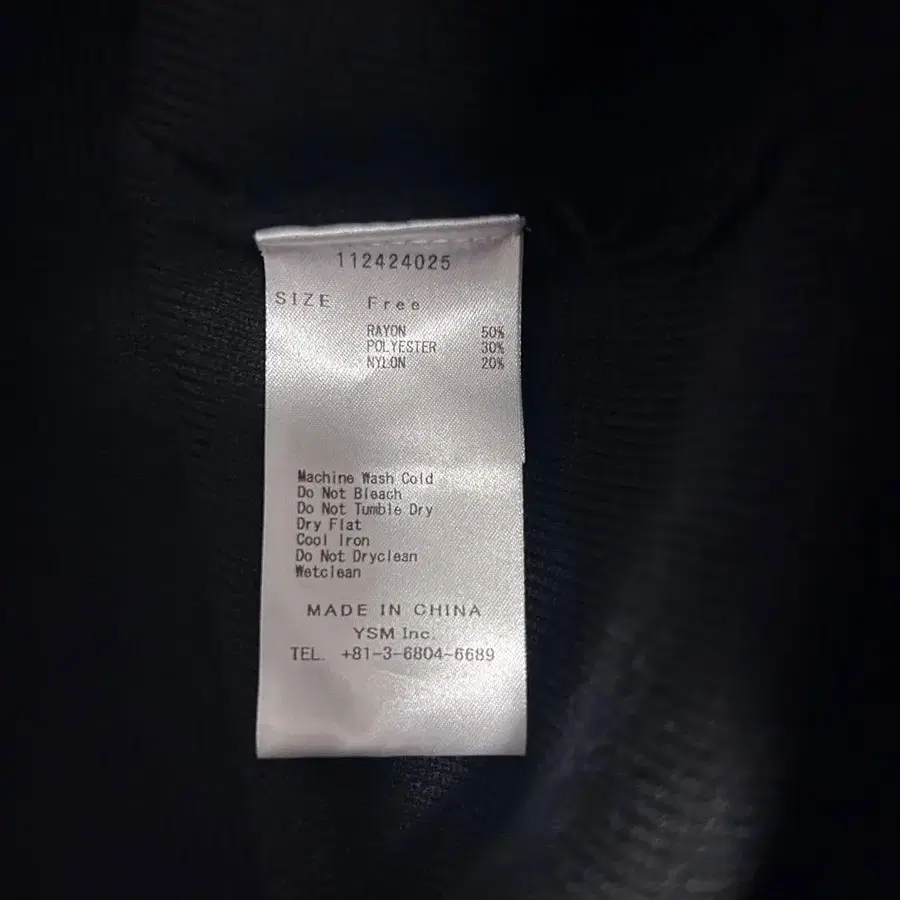 112424025
SIZE Free
RAYON 50%
POLYESTER 30%
NYLON 20%
Machine Wash Cold
Do Not Bleach
Do Not Tumble Dry
Dry Flat
Cool Iron
Do Not Dryclean
Wetclean
MADE IN CHINA
YSM Inc.
TEL. +81-3-6804-6689